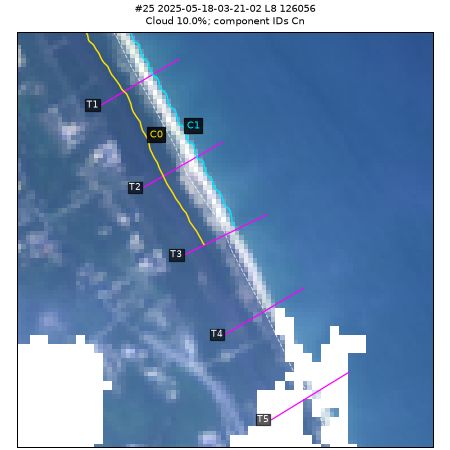 #25 2025-05-18-03-21-02 L8 126056
Cloud 10.0%; component IDs Cn
T1
C0
C1
T2
T3
T4
T5